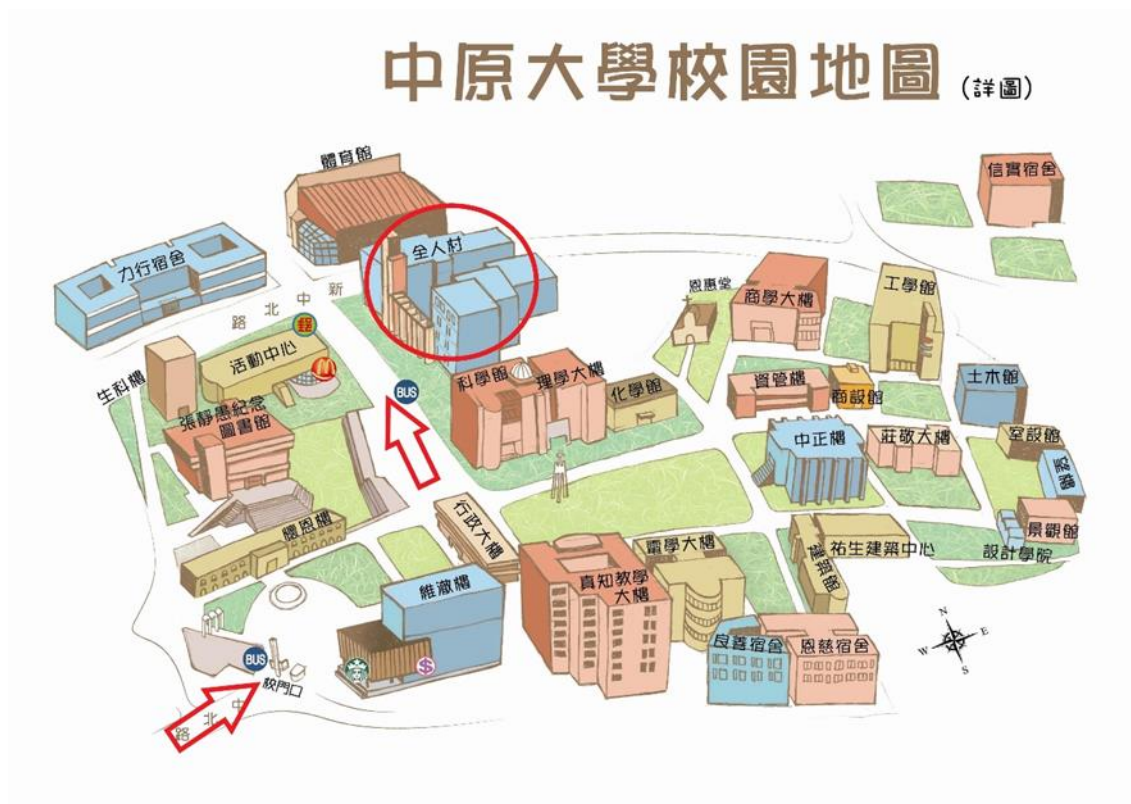 中原大學校園地圖(詳圖)
體育館
信實宿舍
全人村
力行宿舍
新中北路
郵
活動中心
恩惠堂
商學大樓
工學館
生科樓
科學館
理學大樓
化學館
資管樓
商設館
土木館
BUS
張靜愚紀念
圖書館
中正樓
莊敬大樓
室設館
望樓
行政大樓
景觀館
設計學院
聽恩樓
電學大樓
建築館
祐生建築中心
真知教學
大樓
維澈樓
良善宿舍
恩慈宿舍
N
W
E
S
BUS
校門口
$
中北路